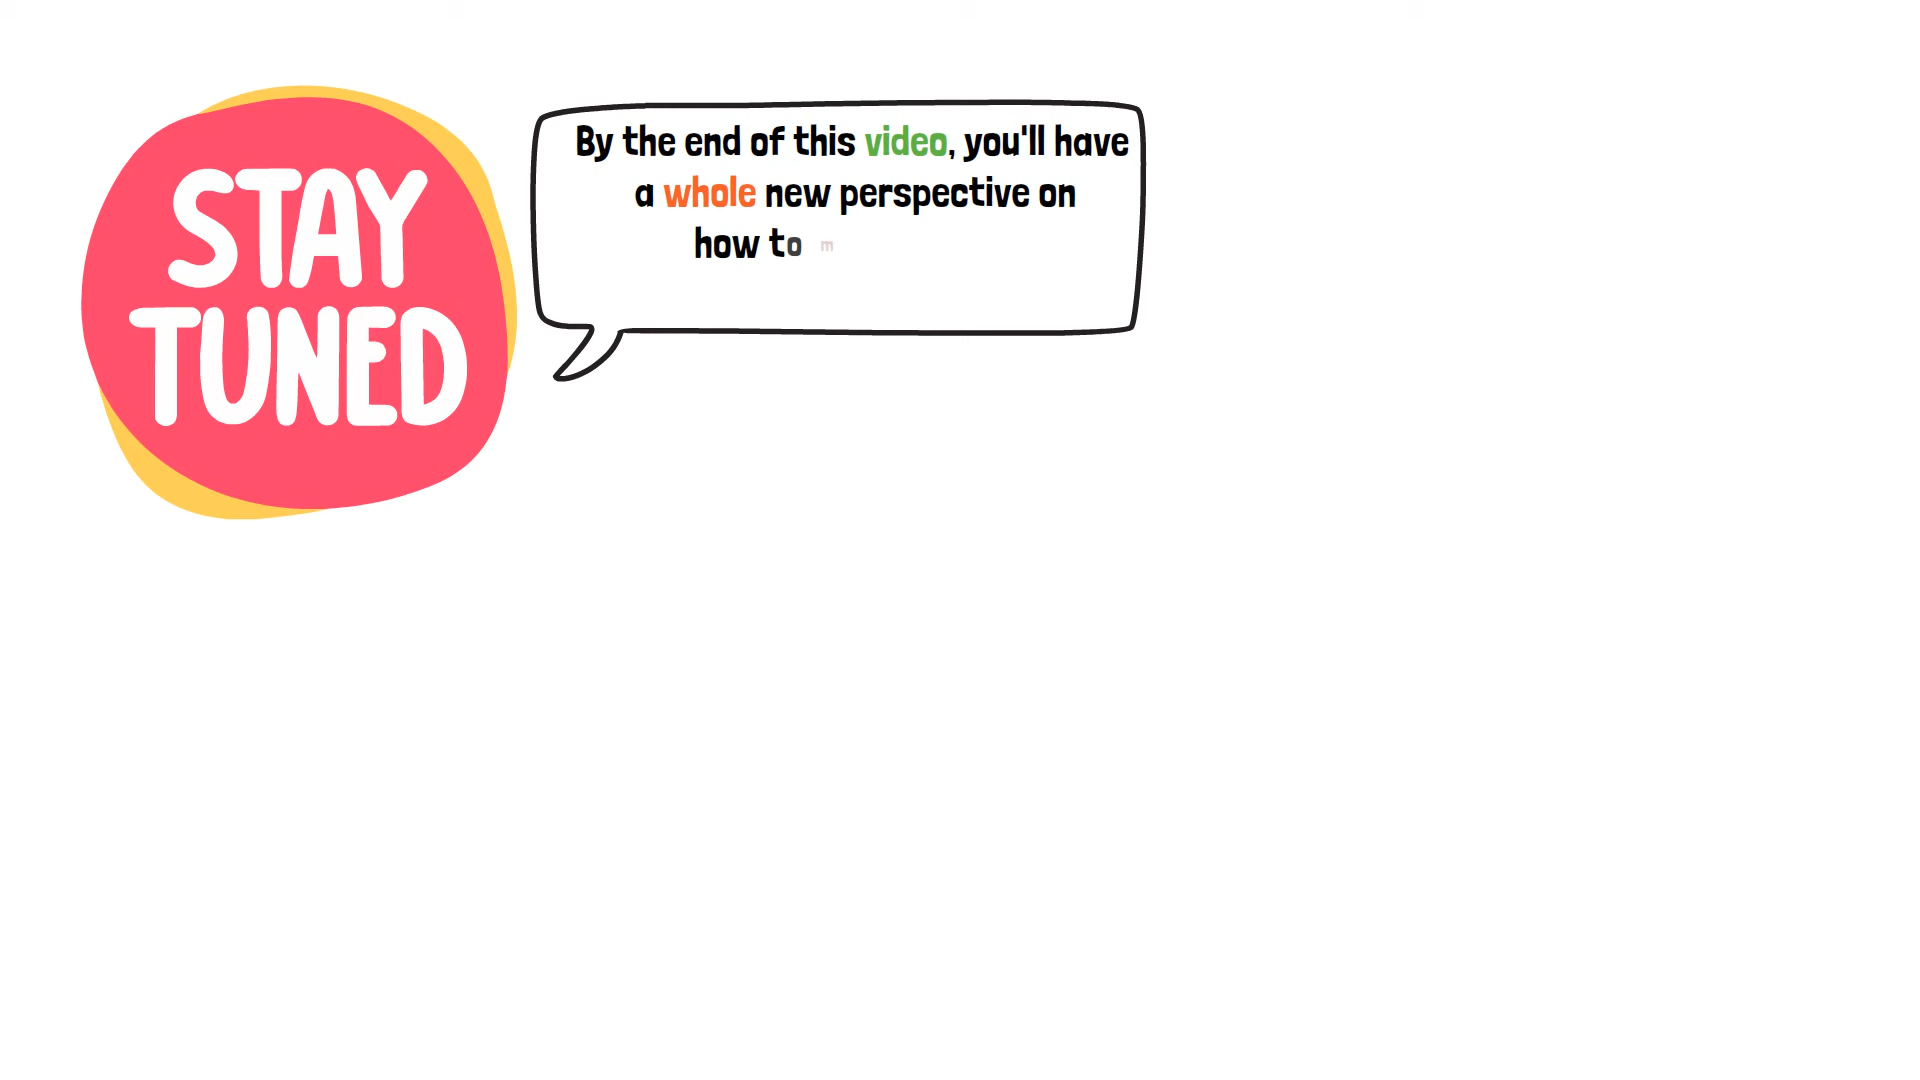 STAY
TUNED
By the end of this video, you'll have
a whole new perspective on
how to m